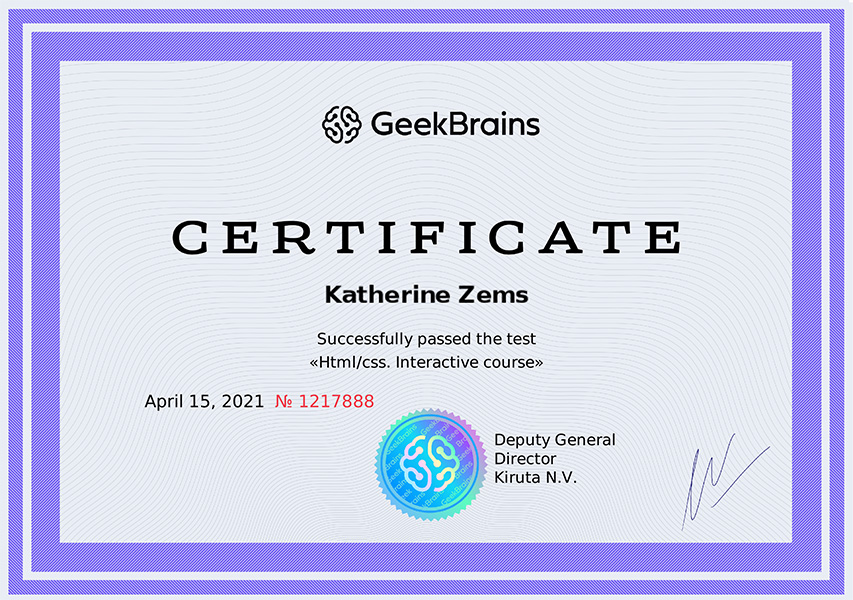 GeekBrains
CERTIFICATE
Katherine Zems
Successfully passed the test
«Html/css. Interactive course»
April 15, 2021 № 1217888
Deputy General
Director
Kiruta N.V.